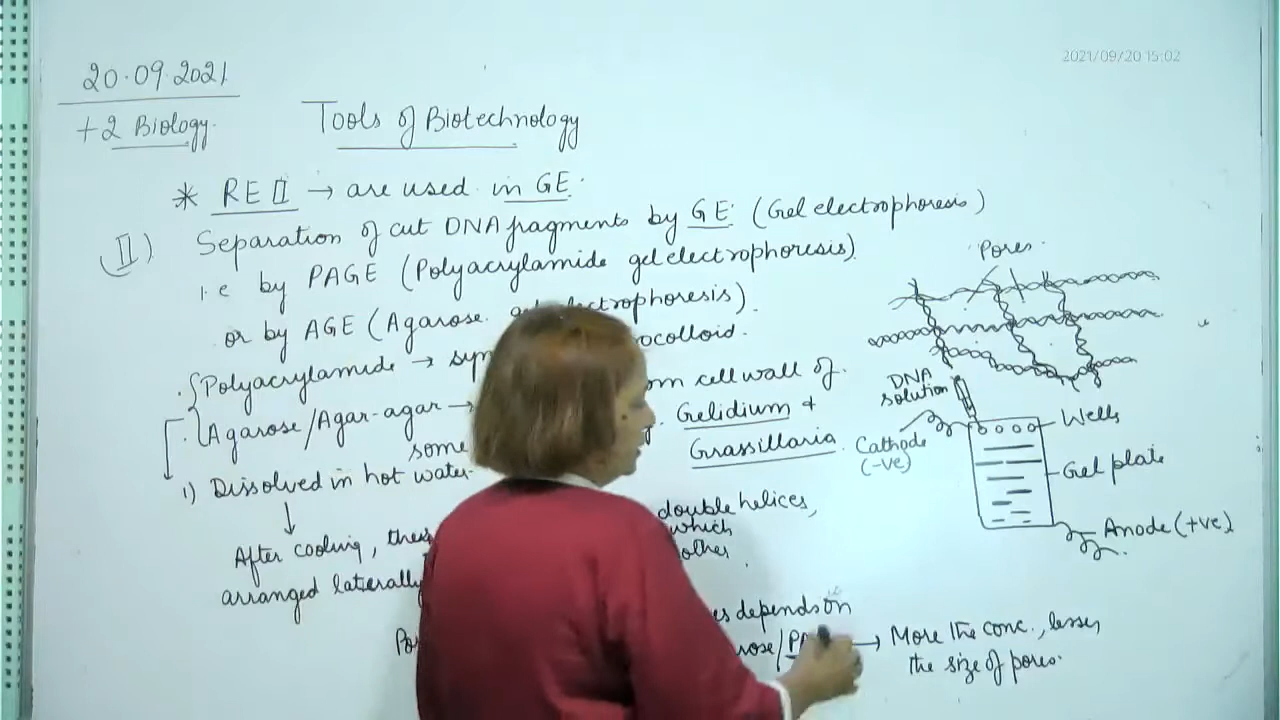 2021/09/20 15:02
20.09.2021
+2 Biology.
Tools of Biotechnology
* RE II → are used in GE.
II) Separation of cut DNA fragments by GE (Gel electrophoresis)
i.e by PAGE (Polyacrylamide gel electrophoresis)
or by AGE (Agarose electrophoresis).
{Polyacrylamide →
Agarose/Agar-agar → cell wall of
some Gelidium +
Grassillaria.
1) Dissolved in hot water
↓ double helices,
After cooling, which
arranged laterally other.
depends on
→ More the conc., lesser
the size of pores.
Pores.
DNA
solution
Wells
Cathode
(-ve)
Gel plate
Anode (+ve)